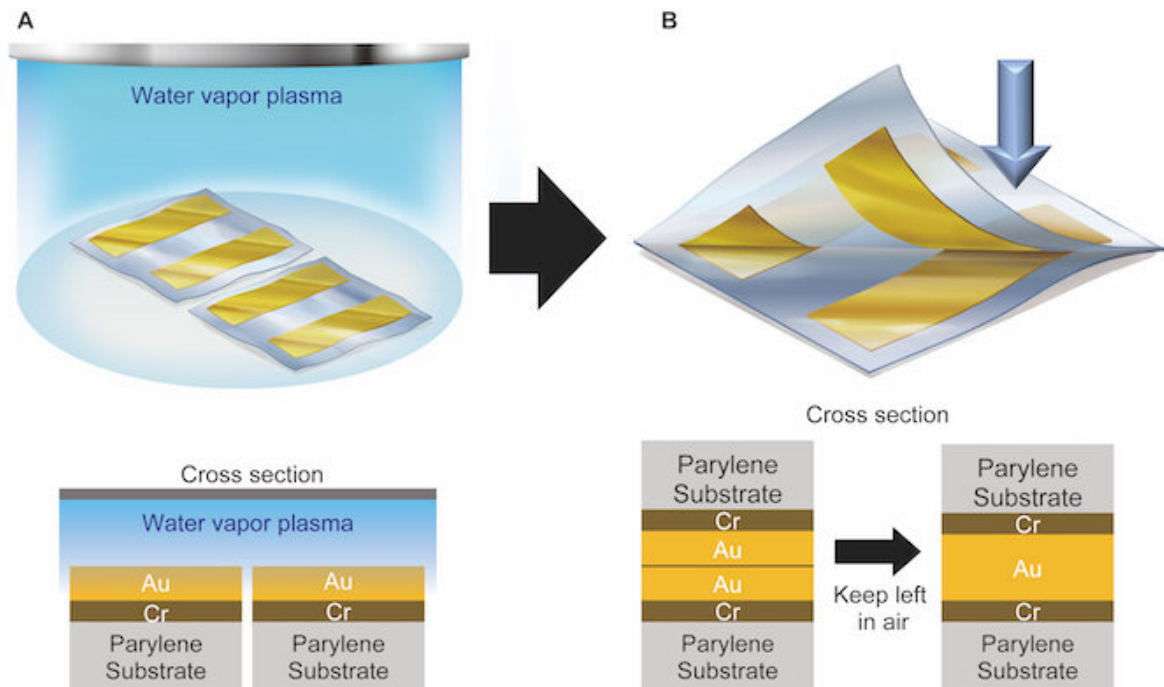 A
Water vapor plasma
Cross section
Water vapor plasma
Au
Au
Cr
Cr
Parylene
Substrate
Parylene
Substrate
B
Cross section
Parylene
Substrate
Cr
Au
Au
Cr
Parylene
Substrate
Keep left
in air
Parylene
Substrate
Cr
Au
Cr
Parylene
Substrate